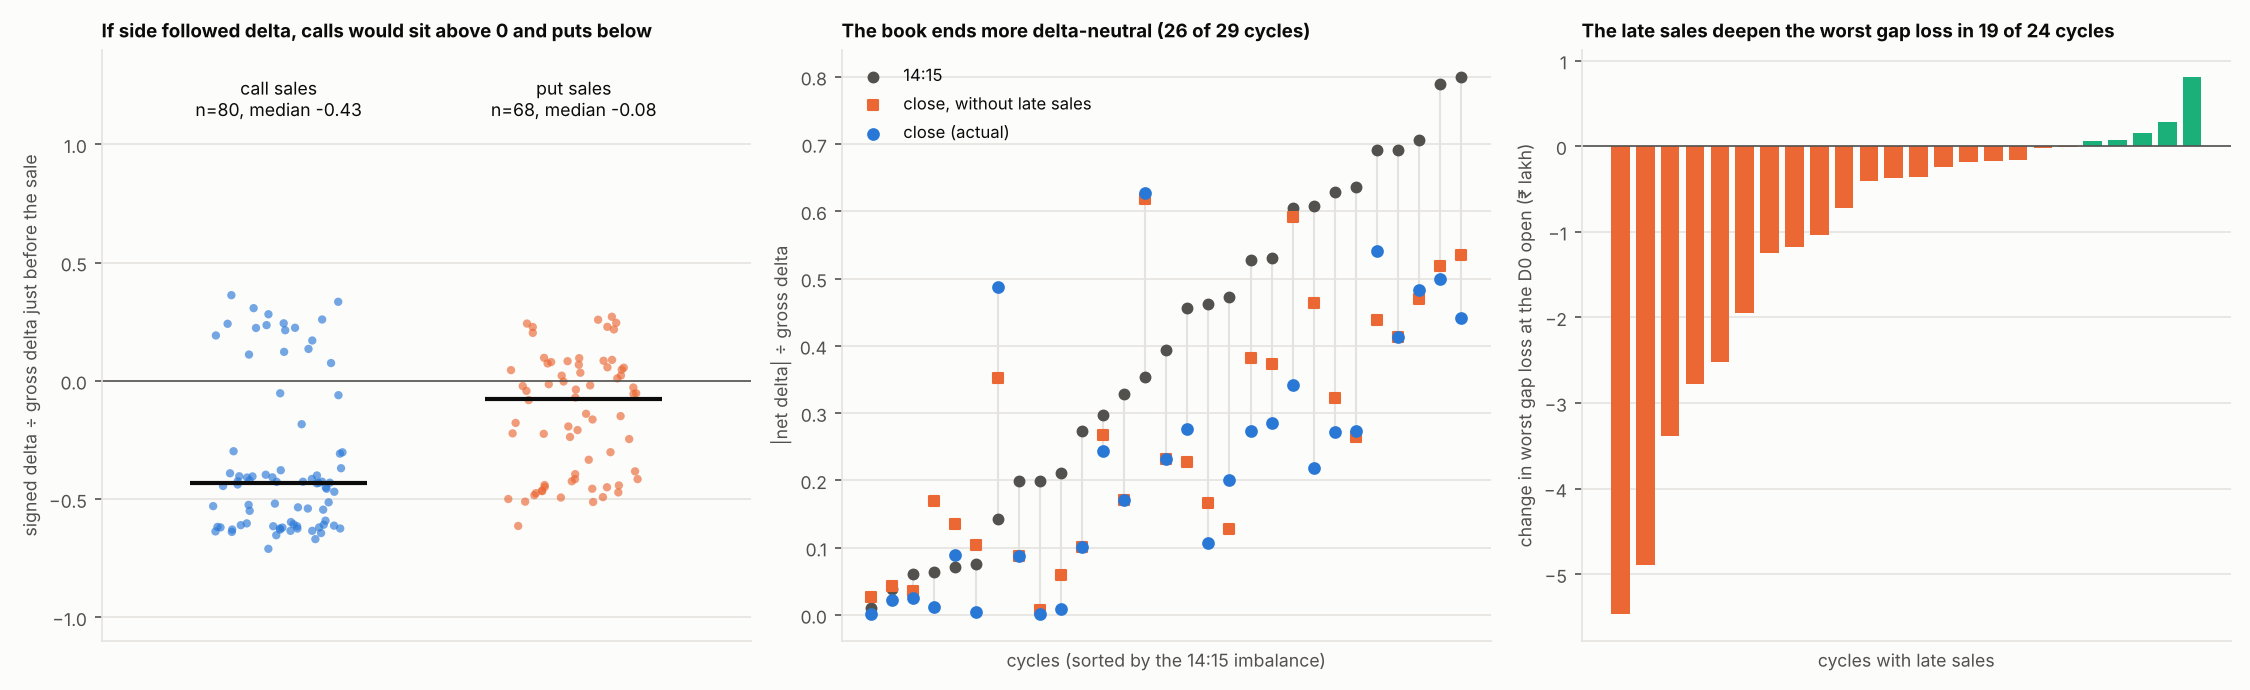 If side followed delta, calls would sit above 0 and puts below
call sales
n=80, median -0.43
put sales
n=68, median -0.08
signed delta ÷ gross delta just before the sale
1.0
0.5
0.0
−0.5
−1.0
The book ends more delta-neutral (26 of 29 cycles)
14:15
close, without late sales
close (actual)
|net delta| ÷ gross delta
0.8
0.7
0.6
0.5
0.4
0.3
0.2
0.1
0.0
cycles (sorted by the 14:15 imbalance)
The late sales deepen the worst gap loss in 19 of 24 cycles
change in worst gap loss at the D0 open (₹ lakh)
1
0
−1
−2
−3
−4
−5
cycles with late sales